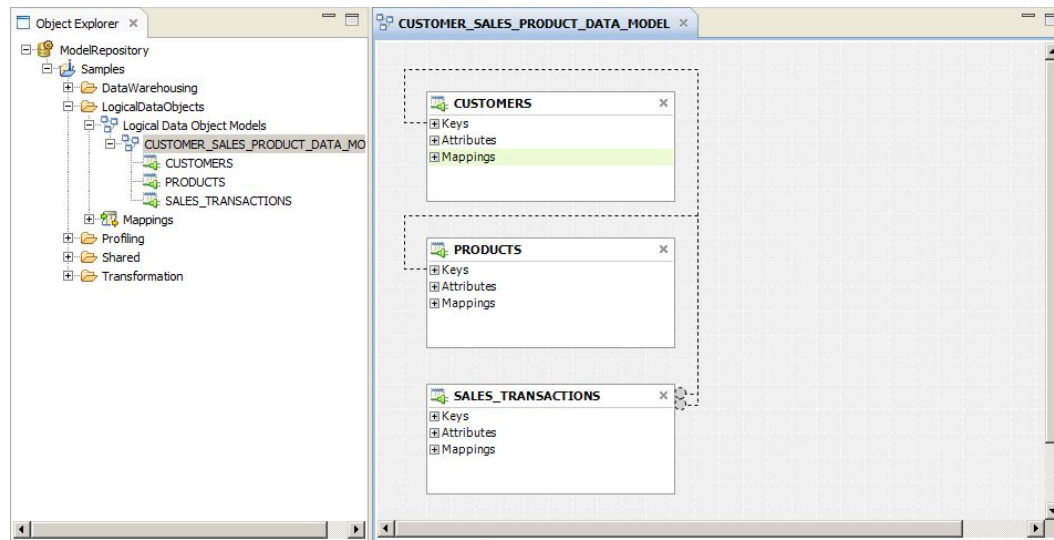 Object Explorer
ModelRepository
Samples
DataWarehousing
LogicalDataObjects
Logical Data Object Models
CUSTOMER_SALES_PRODUCT_DATA_MO
CUSTOMERS
PRODUCTS
SALES_TRANSACTIONS
Mappings
Profiling
Shared
Transformation
CUSTOMER_SALES_PRODUCT_DATA_MODEL
CUSTOMERS
Keys
Attributes
Mappings
PRODUCTS
Keys
Attributes
Mappings
SALES_TRANSACTIONS
Keys
Attributes
Mappings